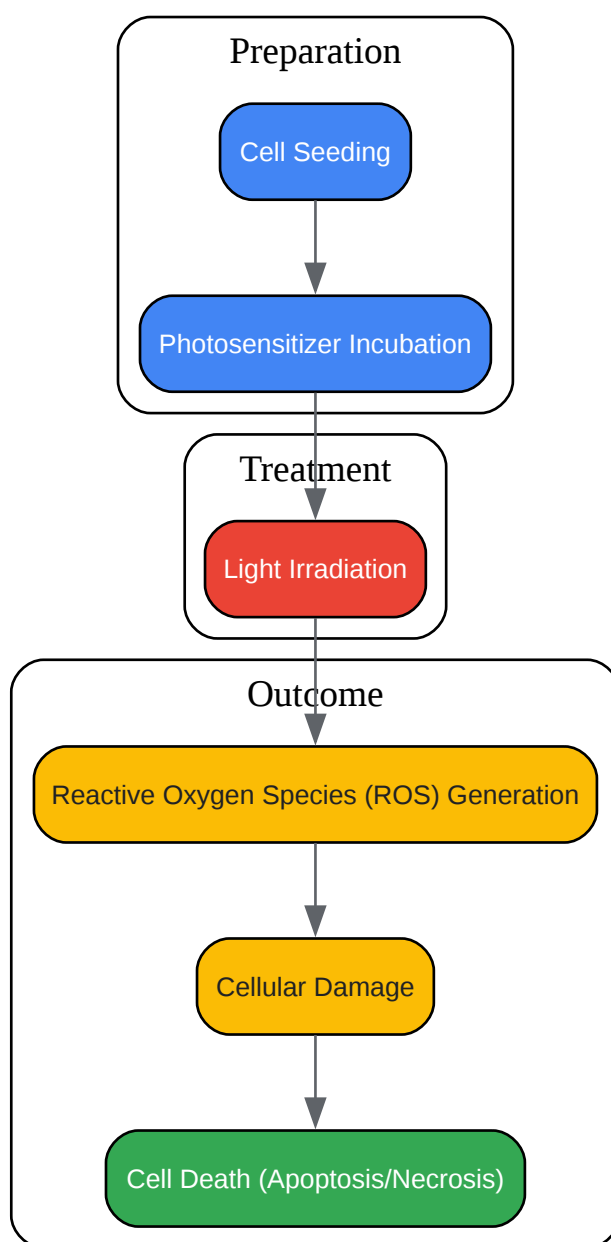 Preparation
Cell Seeding
Photosensitizer Incubation
Treatment
Light Irradiation
Outcome
Reactive Oxygen Species (ROS) Generation
Cellular Damage
Cell Death (Apoptosis/Necrosis)